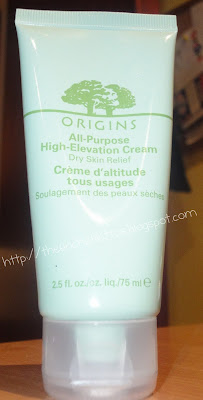 ORIGINS
All-Purpose
High-Elevation Cream
Dry Skin Relief
Crème d'altitude
tous usages
Soulagement des peaux sèches
2.5 fl.oz./oz. liq./75 ml ℮